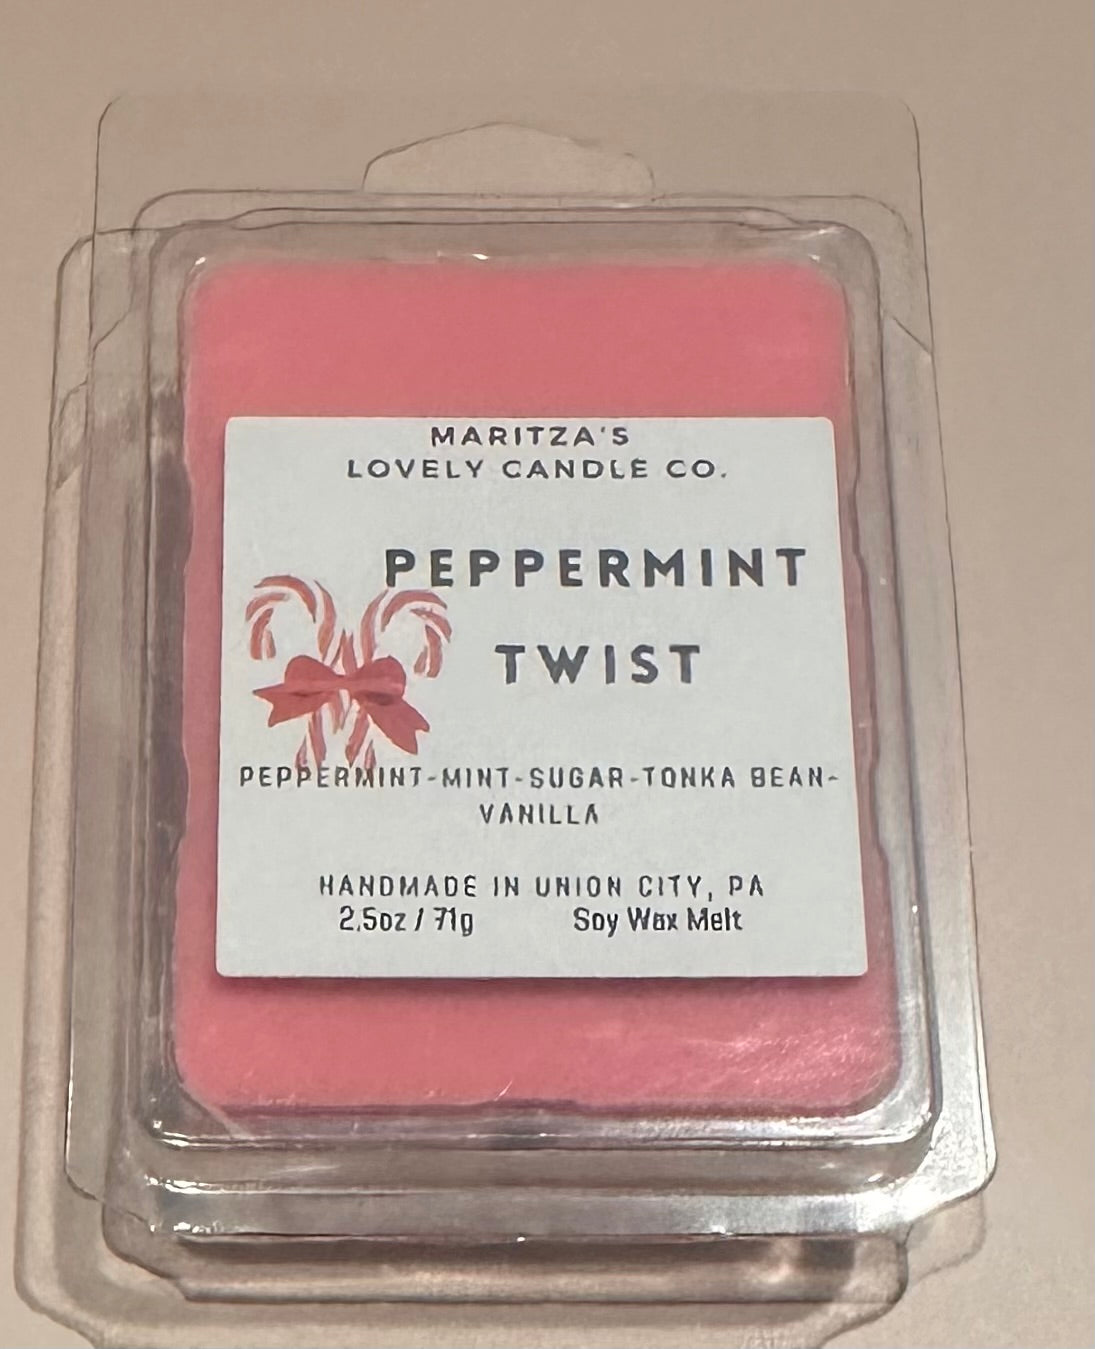 MARITZA'S
LOVELY CANDLE CO.
PEPPERMINT
TWIST
PEPPERMINT-MINT-SUGAR-TONKA BEAN-
VANILLA
HANDMADE IN UNION CITY, PA
2.5oz / 71g Soy Wax Melt